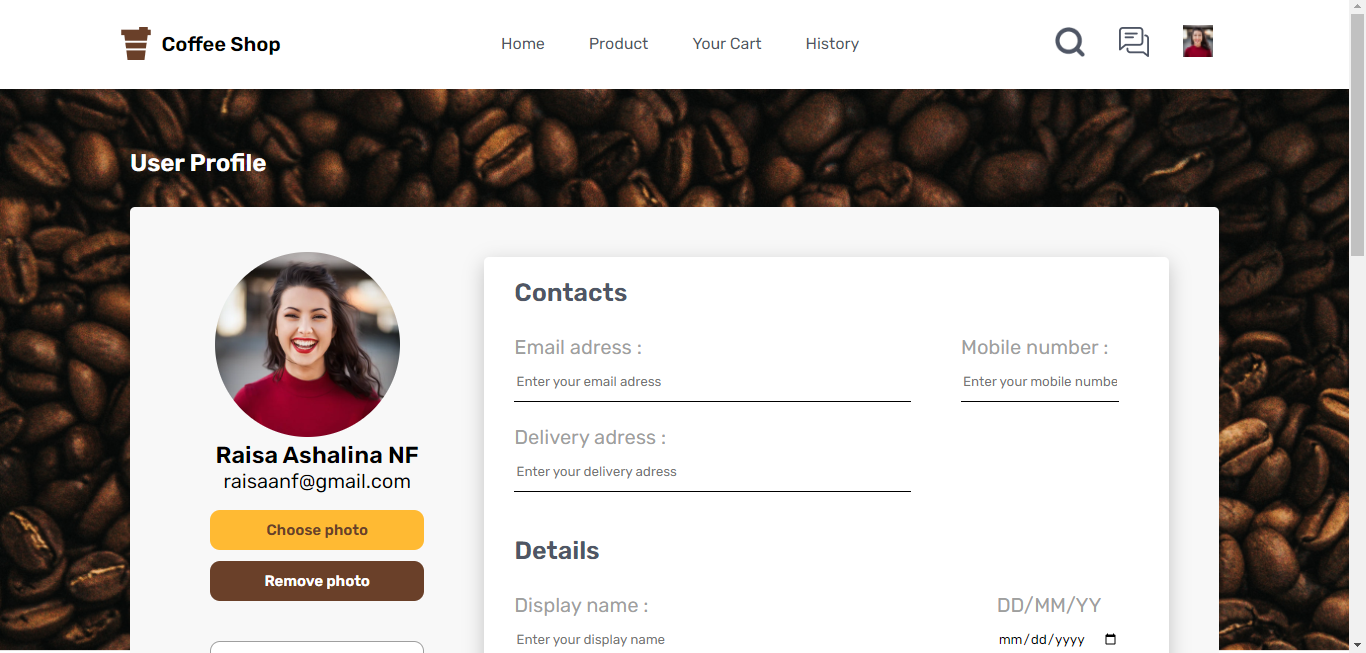 Coffee Shop
Home
Product
Your Cart
History
User Profile
Raisa Ashalina NF
raisaanf@gmail.com
Choose photo
Remove photo
Contacts
Email adress :
Enter your email adress
Mobile number :
Enter your mobile numbe
Delivery adress :
Enter your delivery adress
Details
Display name :
Enter your display name
DD/MM/YY
mm/dd/yyyy